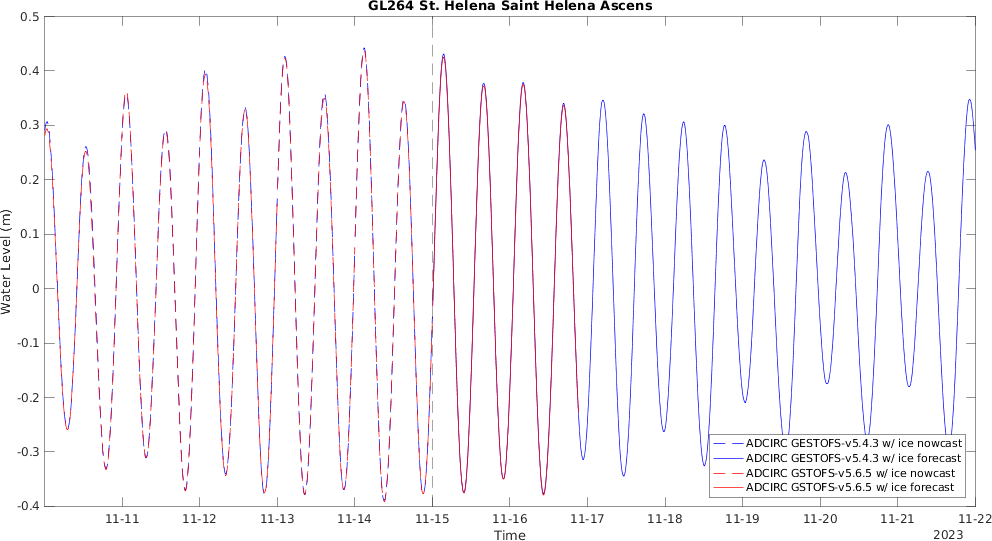 GL264 St. Helena Saint Helena Ascens
0.5
0.4
0.3
0.2
0.1
0
-0.1
-0.2
-0.3
-0.4
Water Level (m)
ADCIRC GESTOFS-v5.4.3 w/ ice nowcast
ADCIRC GESTOFS-v5.4.3 w/ ice forecast
ADCIRC GSTOFS-v5.6.5 w/ ice nowcast
ADCIRC GSTOFS-v5.6.5 w/ ice forecast
11-11 11-12 11-13 11-14 11-15 11-16 11-17 11-18 11-19 11-20 11-21 11-22
Time
2023